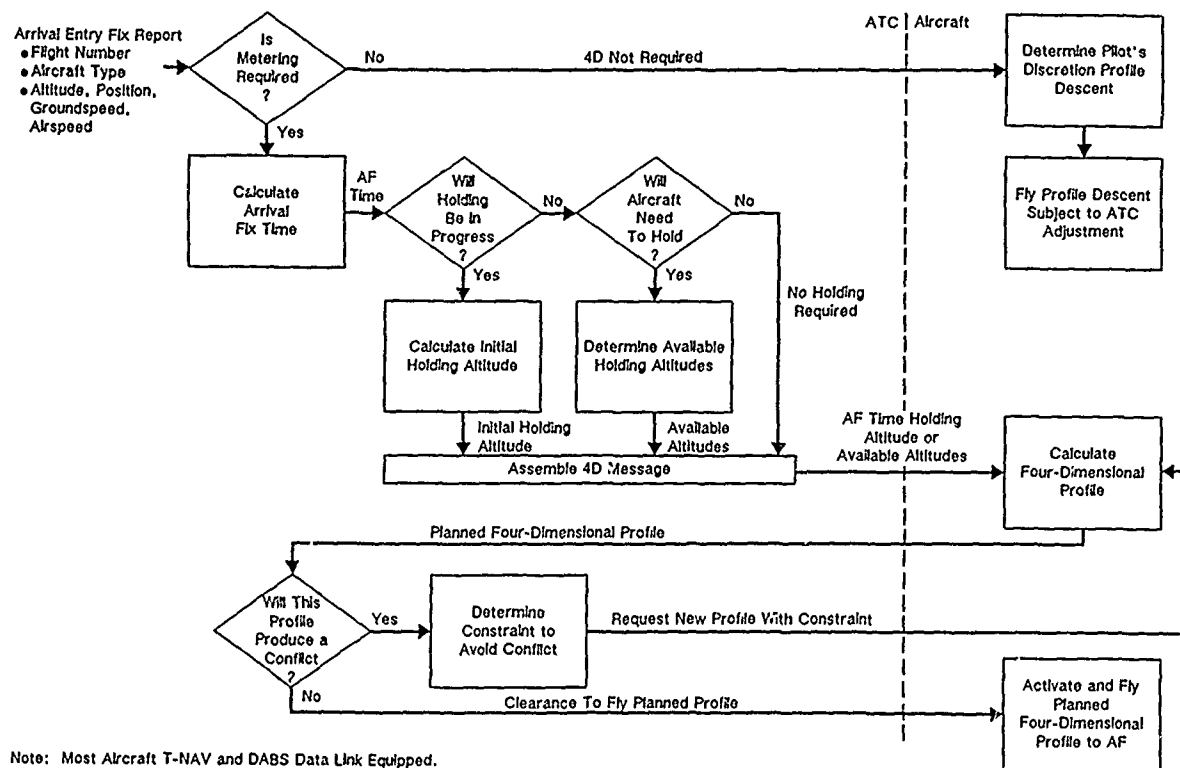 Arrival Entry Fix Report
• Flight Number
• Aircraft Type
• Altitude, Position,
Groundspeed,
Airspeed
Is
Metering
Required
?
No
4D Not Required
ATC
Aircraft
Determine Pilot's
Discretion Profile
Descent
Yes
Calculate
Arrival
Fix Time
AF
Time
Will
Holding
Be In
Progress
?
No
Will
Aircraft
Need
To Hold
?
No
Fly Profile Descent
Subject to ATC
Adjustment
Yes
Yes
No Holding
Required
Calculate Initial
Holding Altitude
Determine Available
Holding Altitudes
Initial Holding
Altitude
Available
Altitudes
Assemble 4D Message
AF Time Holding
Altitude or
Available Altitudes
Calculate
Four-Dimensional
Profile
Planned Four-Dimensional Profile
Will This
Profile
Produce a
Conflict
?
Yes
Determine
Constraint to
Avoid Conflict
Request New Profile With Constraint
No
Clearance To Fly Planned Profile
Activate and Fly
Planned
Four-Dimensional
Profile to AF
Note: Most Aircraft T-NAV and DABS Data Link Equipped.